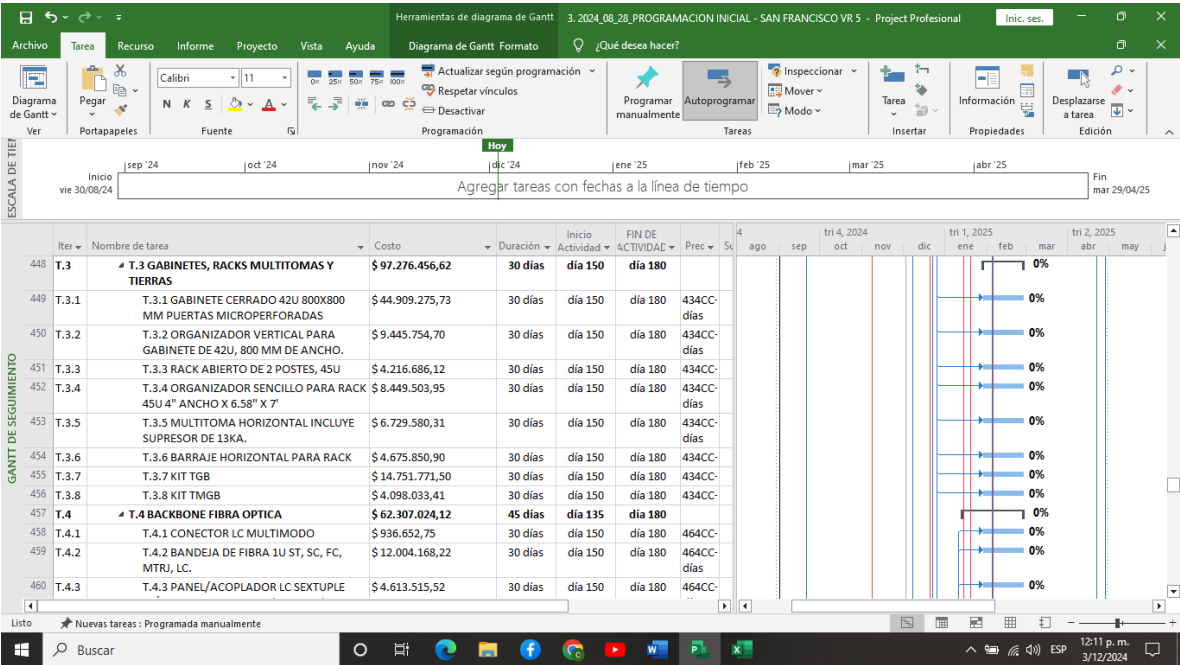 Herramientas de diagrama de Gantt 3. 2024_08_28_PROGRAMACION INICIAL - SAN FRANCISCO VR 5 - Project Profesional Inic. ses.
Archivo Tarea Recurso Informe Proyecto Vista Ayuda Diagrama de Gantt Formato ¿Qué desea hacer?
Diagrama de Gantt
Ver
Pegar
Portapapeles
Calibri 11
N K S A
Fuente
0× 25× 50× 75× 100×
Actualizar según programación
Respetar vínculos
Desactivar
Programación
Programar manualmente
Autoprogramar
Inspeccionar
Mover
Modo
Tareas
Tarea
Insertar
Información
Propiedades
Desplazarse a tarea
Edición
ESCALA DE TIEN
Hoy
sep '24 oct '24 nov '24 dic '24 ene '25 feb '25 mar '25 abr '25
Inicio
vie 30/08/24
Agregar tareas con fechas a la línea de tiempo
Fin
mar 29/04/25
GANTT DE SEGUIMIENTO
Iter Nombre de tarea Costo Duración Inicio Actividad FIN DE ACTIVIDAD Prec Su
4 tri 4, 2024 tri 1, 2025 tri 2, 2025
ago sep oct nov dic ene feb mar abr may j
448 T.3 T.3 GABINETES, RACKS MULTITOMAS Y $ 97.276.456,62 30 días día 150 día 180 0%
TIERRAS
449 T.3.1 T.3.1 GABINETE CERRADO 42U 800X800 $ 44.909.275,73 30 días día 150 día 180 434CC- 0%
MM PUERTAS MICROPERFORADAS días
450 T.3.2 T.3.2 ORGANIZADOR VERTICAL PARA $ 9.445.754,70 30 días día 150 día 180 434CC- 0%
GABINETE DE 42U, 800 MM DE ANCHO. días
451 T.3.3 T.3.3 RACK ABIERTO DE 2 POSTES, 45U $ 4.216.686,12 30 días día 150 día 180 434CC- 0%
452 T.3.4 T.3.4 ORGANIZADOR SENCILLO PARA RACK $ 8.449.503,95 30 días día 150 día 180 434CC- 0%
45U 4" ANCHO X 6.58" X 7' días
453 T.3.5 T.3.5 MULTITOMA HORIZONTAL INCLUYE $ 6.729.580,31 30 días día 150 día 180 434CC- 0%
SUPRESOR DE 13KA. días
454 T.3.6 T.3.6 BARRAJE HORIZONTAL PARA RACK $ 4.675.850,90 30 días día 150 día 180 434CC- 0%
455 T.3.7 T.3.7 KIT TGB $ 14.751.771,50 30 días día 150 día 180 434CC- 0%
456 T.3.8 T.3.8 KIT TMGB $ 4.098.033,41 30 días día 150 día 180 434CC- 0%
457 T.4 T.4 BACKBONE FIBRA OPTICA $ 62.307.024,12 45 días día 135 día 180 0%
458 T.4.1 T.4.1 CONECTOR LC MULTIMODO $ 936.652,75 30 días día 150 día 180 464CC- 0%
459 T.4.2 T.4.2 BANDEJA DE FIBRA 1U ST, SC, FC, $ 12.004.168,22 30 días día 150 día 180 464CC- 0%
MTRJ, LC. días
460 T.4.3 T.4.3 PANEL/ACOPLADOR LC SEXTUPLE $ 4.613.515,52 30 días día 150 día 180 464CC- 0%
Listo Nuevas tareas : Programada manualmente
Buscar ESP 12:11 p. m.
3/12/2024